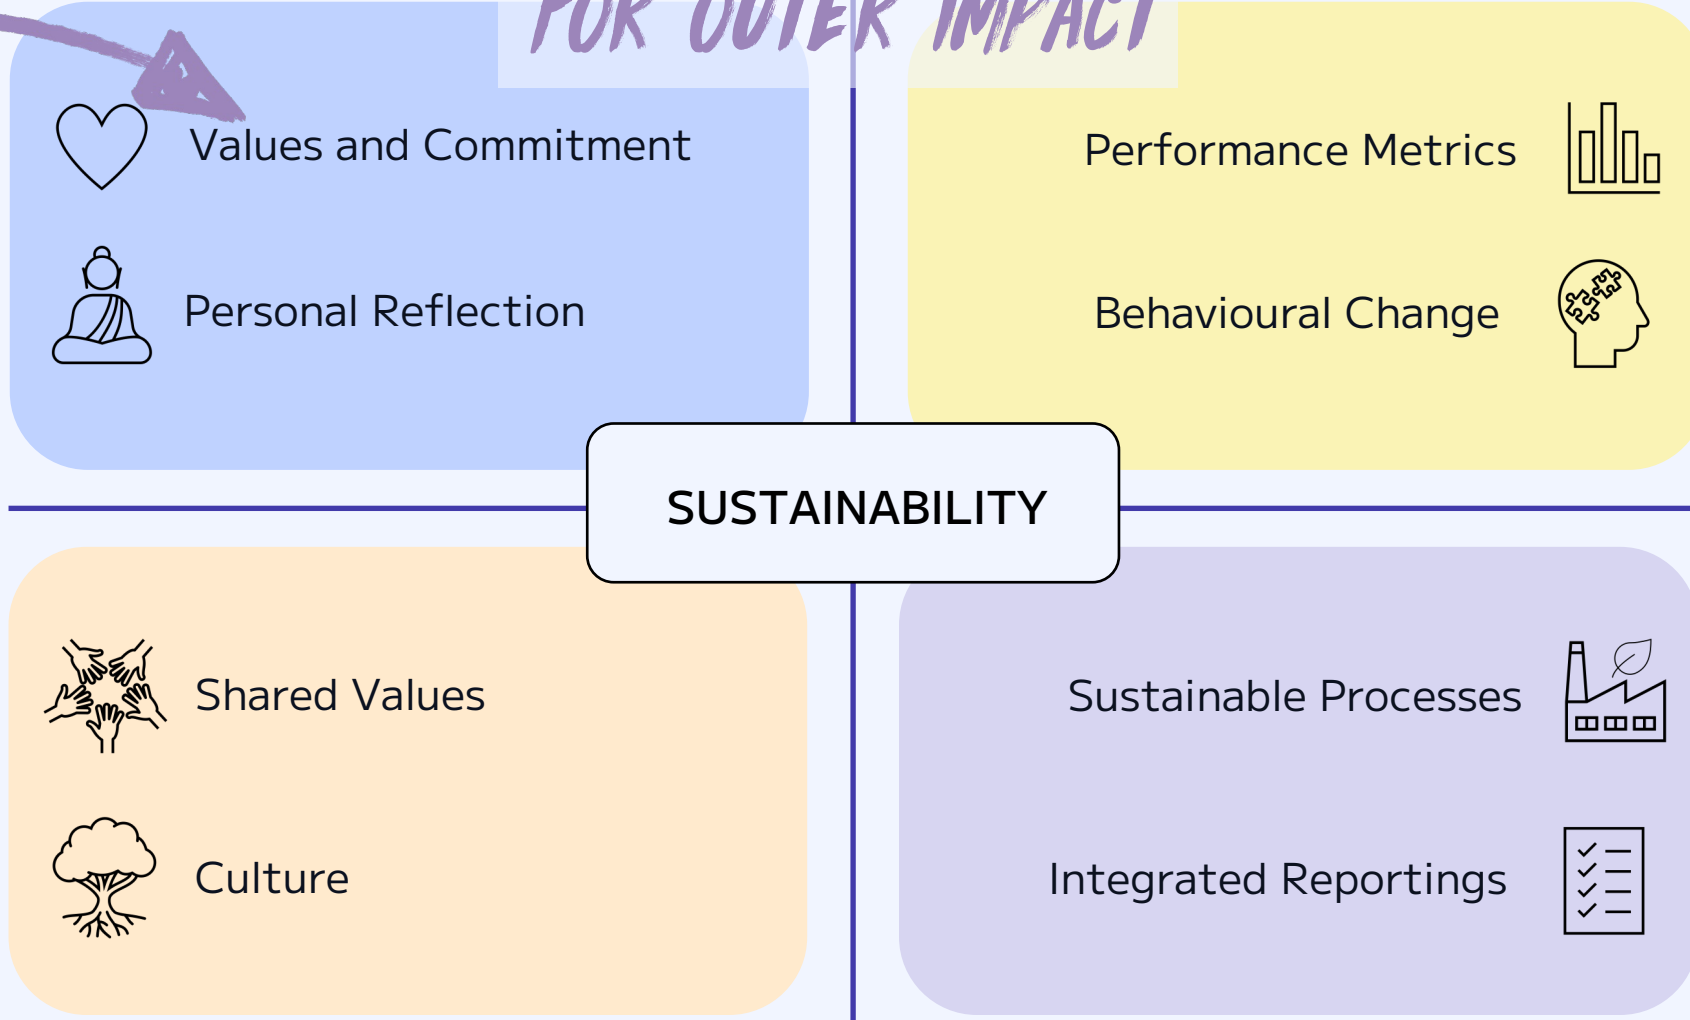 FOR OUTER IMPACT
Values and Commitment
Personal Reflection
Performance Metrics
Behavioural Change
SUSTAINABILITY
Shared Values
Culture
Sustainable Processes
Integrated Reportings